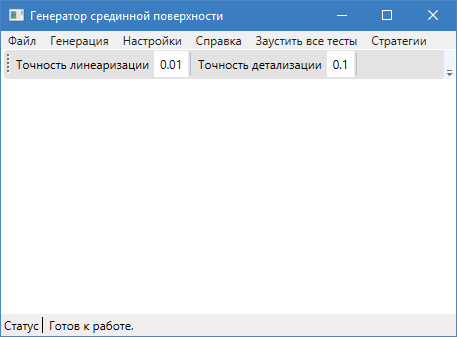 Генератор срединной поверхности
Файл Генерация Настройки Справка Заустить все тесты Стратегии
Точность линеаризации 0.01 Точность детализации 0.1
Статус Готов к работе.